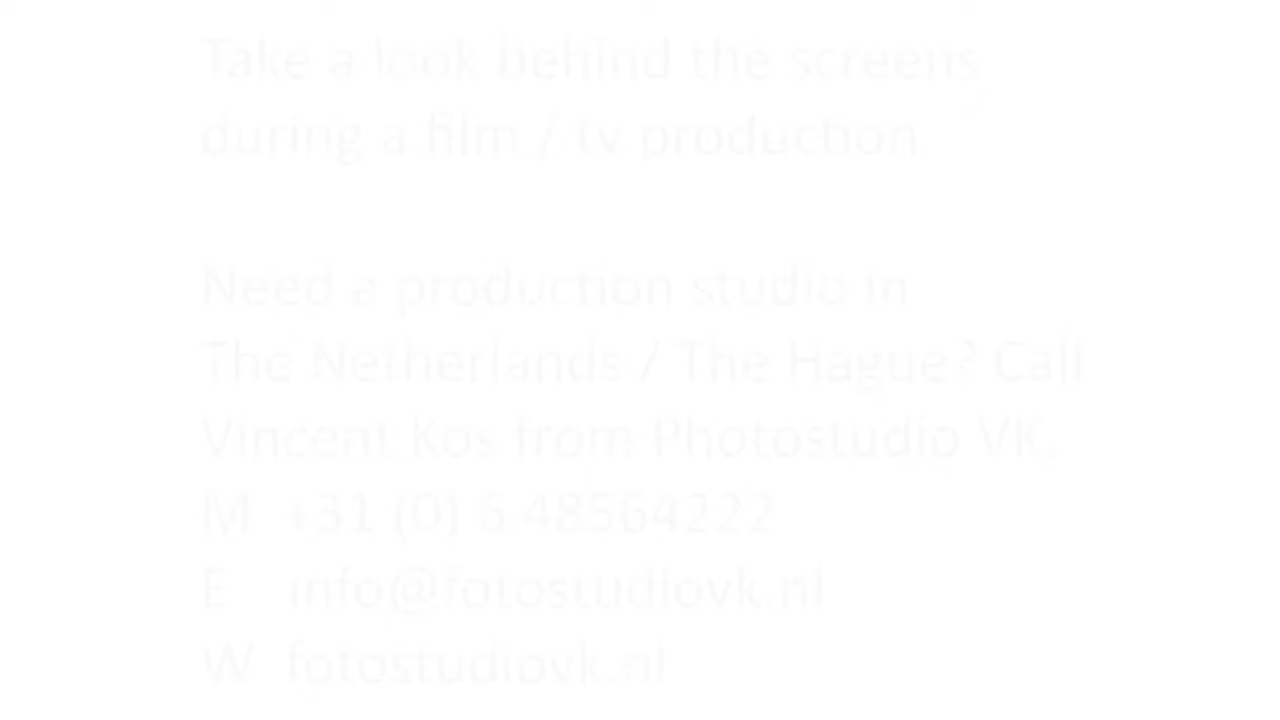 Take a look behind the screens
during a film / tv production.
Need a production studio in
The Netherlands / The Hague? Call
Vincent Kos from Photostudio VK.
M +31 (0) 6 48564222
E info@fotostudiovk.nl
W fotostudiovk.nl